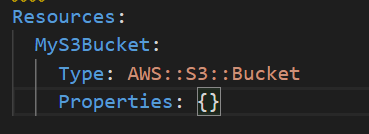 Resources:
  MyS3Bucket:
    Type: AWS::S3::Bucket
    Properties: {}